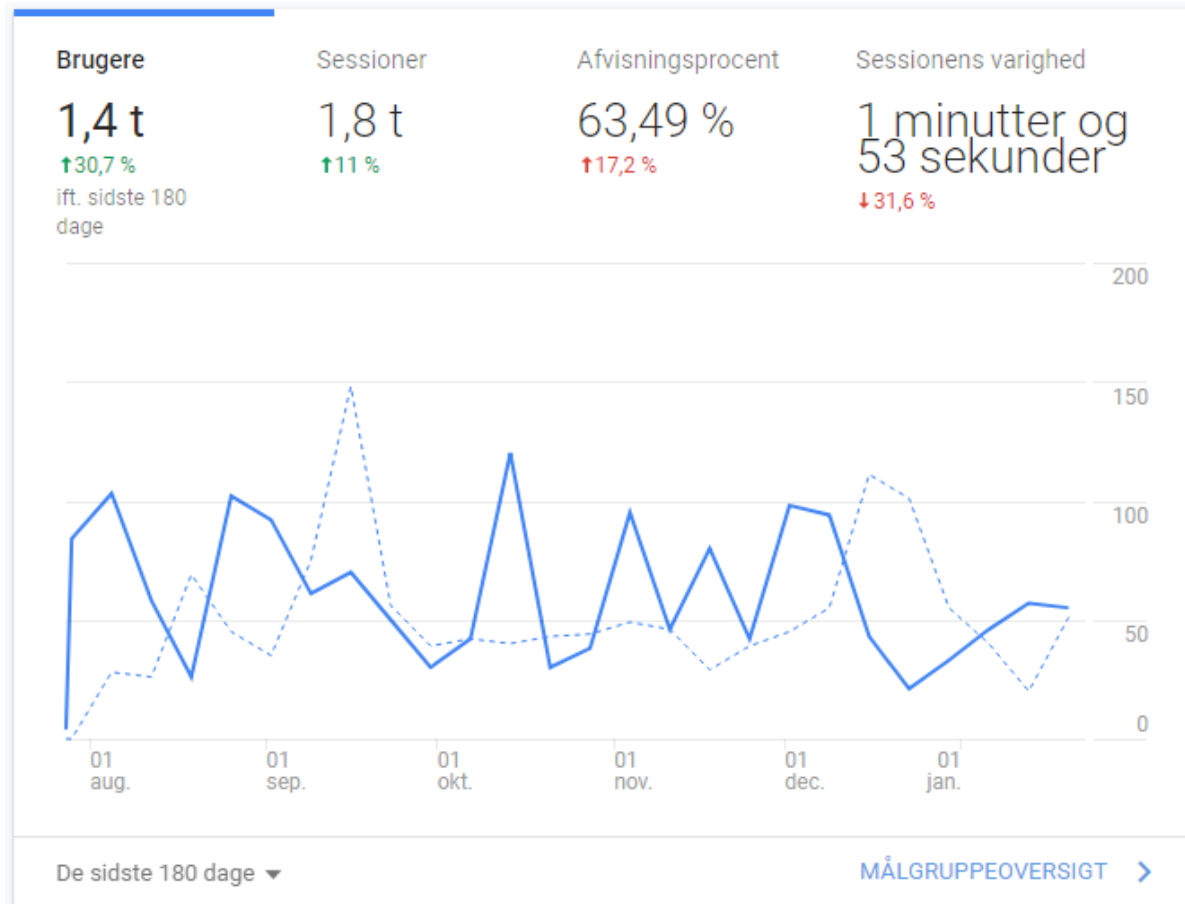 Brugere
1,4 t
↑30,7 %
ift. sidste 180
dage
Sessioner
1,8 t
↑11 %
Afvisningsprocent
63,49 %
↑17,2 %
Sessionens varighed
1 minutter og
53 sekunder
↓31,6 %
200
150
100
50
0
01
aug.
01
sep.
01
okt.
01
nov.
01
dec.
01
jan.
De sidste 180 dage
MÅLGRUPPEOVERSIGT